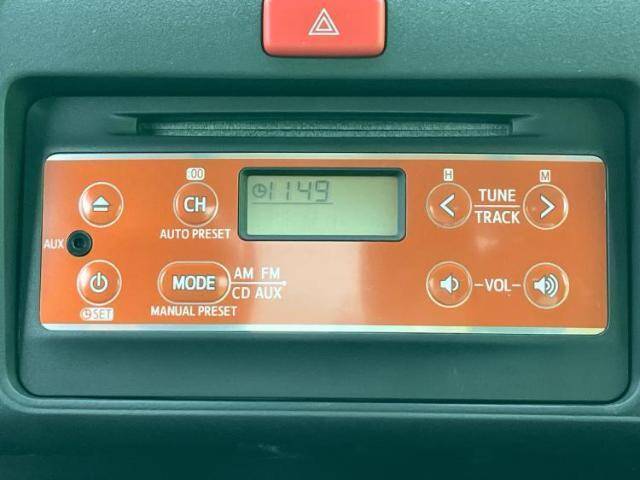 :00
H
M
CH
1149
TUNE
TRACK
AUTO PRESET
AUX
MODE
AM FM
CD AUX
VOL
SET
MANUAL PRESET